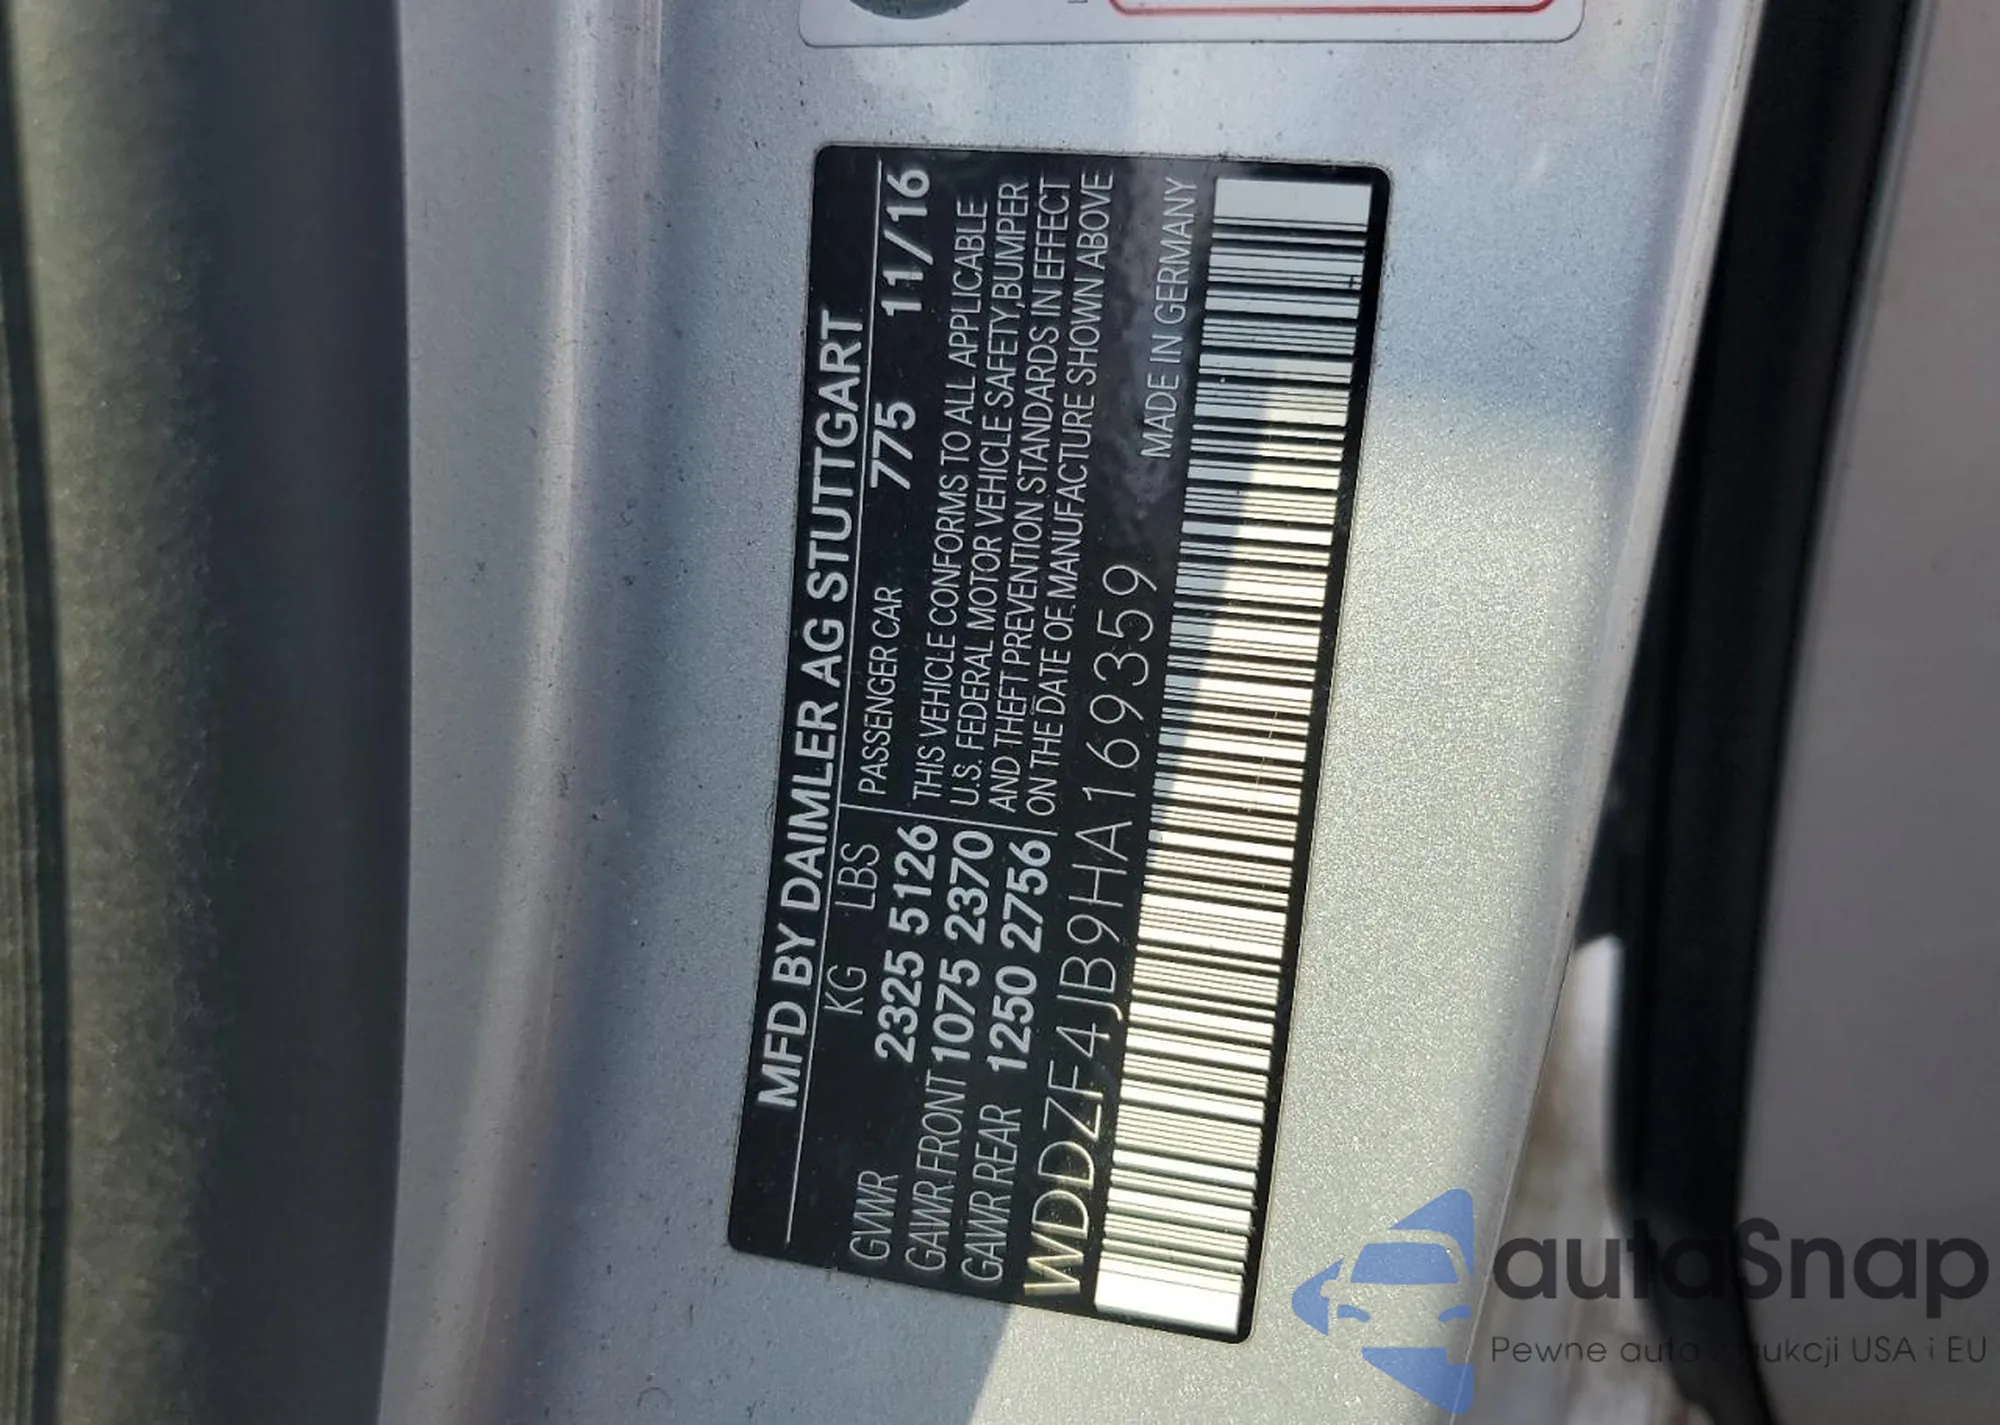 MFD BY DAIMLER AG STUTTGART
KG LBS PASSENGER CAR 775 11/16
GVWR 2325 5126 THIS VEHICLE CONFORMS TO ALL APPLICABLE
GAWR FRONT 1075 2370 U.S. FEDERAL MOTOR VEHICLE SAFETY, BUMPER
GAWR REAR 1250 2756 AND THEFT PREVENTION STANDARDS IN EFFECT
ON THE DATE OF MANUFACTURE SHOWN ABOVE
WDDZF4JB9HA169359
MADE IN GERMANY
autoSnap
Pewne auto z aukcji USA i EU